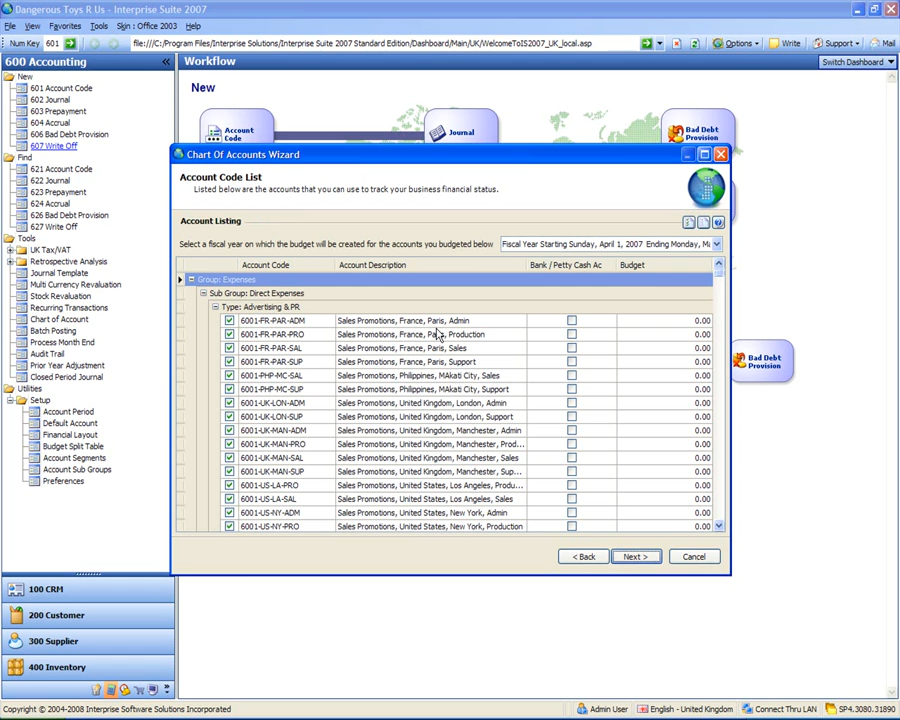 Dangerous Toys R Us : Interprise Suite 2007
File View Favorites Tools Skin : Office 2003 Help
Num Key 601 file:///C:/Program Files/Interprise Solutions/Interprise Suite 2007 Standard Edition/Dashboard/Main/UK/WelcomeToIS2007_UK_local.asp Options Write Support Mail
600 Accounting
Workflow Switch Dashboard
New
601 Account Code
602 Journal
603 Prepayment
604 Accrual
606 Bad Debt Provision
607 Write Off
Find
621 Account Code
622 Journal
623 Prepayment
624 Accrual
626 Bad Debt Provision
627 Write Off
Tools
UK Tax/VAT
Retrospective Analysis
Journal Template
Multi Currency Revaluation
Stock Revaluation
Recurring Transactions
Chart of Account
Batch Posting
Process Month End
Audit Trail
Prior Year Adjustment
Closed Period Journal
Utilities
Setup
Account Period
Default Account
Financial Layout
Budget Split Table
Account Segments
Account Sub Groups
Preferences
100 CRM
200 Customer
300 Supplier
400 Inventory
New
Account Code
Journal
Bad Debt Provision
Bad Debt Provision
Chart Of Accounts Wizard
Account Code List
Listed below are the accounts that you can use to track your business financial status.
Account Listing
Select a fiscal year on which the budget will be created for the accounts you budgeted below Fiscal Year Starting Sunday, April 1, 2007 Ending Monday, Ma
Account Code Account Description Bank / Petty Cash Ac Budget
Group: Expenses
Sub Group: Direct Expenses
Type: Advertising & PR
6001-FR-PAR-ADM Sales Promotions, France, Paris, Admin 0.00
6001-FR-PAR-PRO Sales Promotions, France, Paris, Production 0.00
6001-FR-PAR-SAL Sales Promotions, France, Paris, Sales 0.00
6001-FR-PAR-SUP Sales Promotions, France, Paris, Support 0.00
6001-PHP-MC-SAL Sales Promotions, Philippines, MAkati City, Sales 0.00
6001-PHP-MC-SUP Sales Promotions, Philippines, MAkati City, Support 0.00
6001-UK-LON-ADM Sales Promotions, United Kingdom, London, Admin 0.00
6001-UK-LON-SUP Sales Promotions, United Kingdom, London, Support 0.00
6001-UK-MAN-ADM Sales Promotions, United Kingdom, Manchester, Admin 0.00
6001-UK-MAN-PRO Sales Promotions, United Kingdom, Manchester, Prod... 0.00
6001-UK-MAN-SAL Sales Promotions, United Kingdom, Manchester, Sales 0.00
6001-UK-MAN-SUP Sales Promotions, United Kingdom, Manchester, Sup... 0.00
6001-US-LA-PRO Sales Promotions, United States, Los Angeles, Produ... 0.00
6001-US-LA-SAL Sales Promotions, United States, Los Angeles, Sales 0.00
6001-US-NY-ADM Sales Promotions, United States, New York, Admin 0.00
6001-US-NY-PRO Sales Promotions, United States, New York, Production 0.00
< Back Next > Cancel
Copyright © 2004-2008 Interprise Software Solutions Incorporated Admin User English - United Kingdom Connect Thru LAN SP4.3080.31890